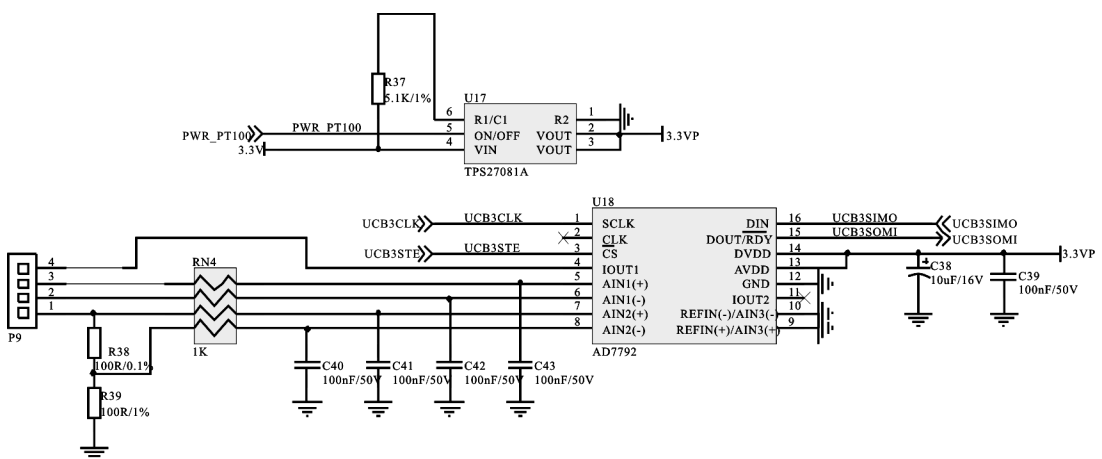 R37
5.1K/1%
U17
6 R1/C1 R2 1
PWR_PT100 PWR_PT100 5 ON/OFF VOUT 2 3.3VP
3.3V 4 VIN VOUT 3
TPS27081A
U18
UCB3CLK UCB3CLK 1 SCLK DIN 16 UCB3SIMO UCB3SIMO
2 CLK DOUT/RDY 15 UCB3SOMI UCB3SOMI
UCB3STE UCB3STE 3 CS DVDD 14 3.3VP
4 RN4 4 IOUT1 AVDD 13 C38
3 5 AIN1(+) GND 12 10uF/16V C39
2 6 AIN1(-) IOUT2 11 100nF/50V
1 7 AIN2(+) REFIN(-)/AIN3(-) 10
8 AIN2(-) REFIN(+)/AIN3(+) 9
P9
R38 1K AD7792
100R/0.1% C40 C41 C42 C43
100nF/50V 100nF/50V 100nF/50V 100nF/50V
R39
100R/1%